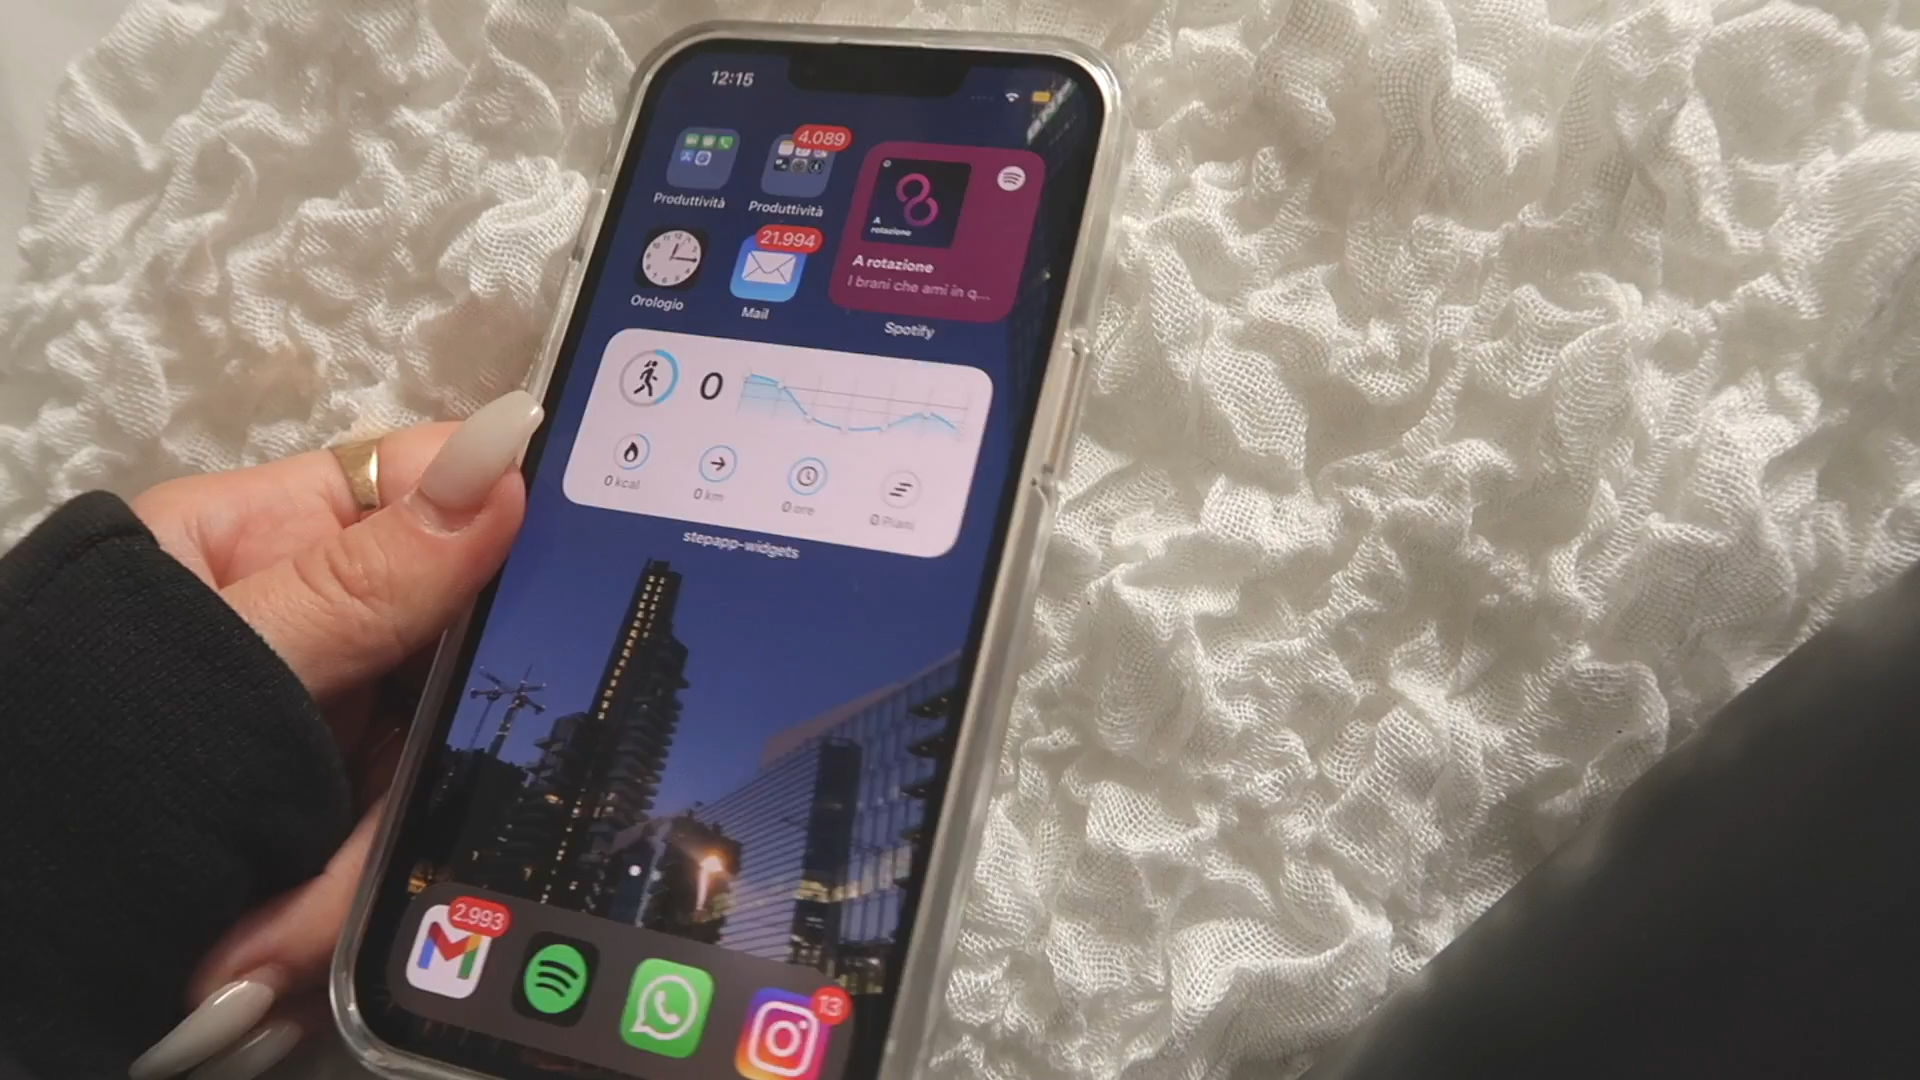 12:15
4.089
Produttività
Produttività
21.994
Orologio
Mail
A
rotazione
A rotazione
I brani che ami in q...
Spotify
0
0 kcal
0 km
0 ore
0 Piani
stepapp-widgets
2.993
13